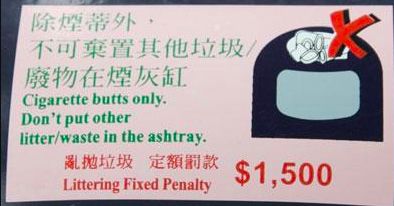 除煙蒂外，
不可棄置其他垃圾/
廢物在煙灰缸
Cigarette butts only.
Don't put other
litter/waste in the ashtray.
亂拋垃圾 定額罰款
Littering Fixed Penalty $1,500